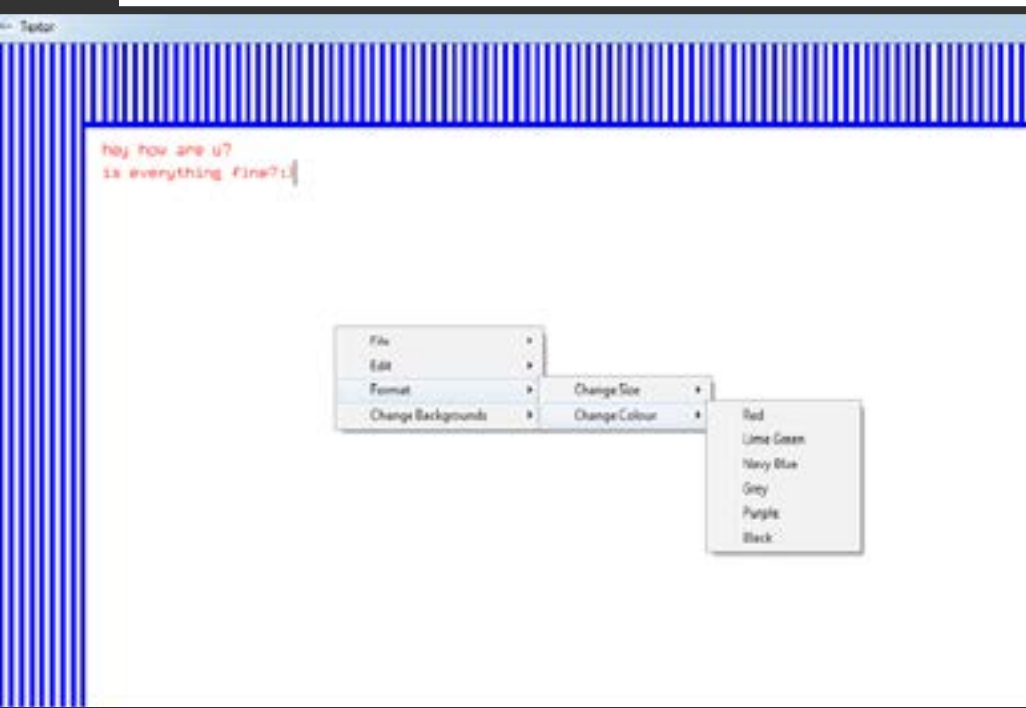 Textor
hey how are u?
is everything fine?:)
File
Edit
Format
Change Backgrounds
Change Size
Change Colour
Red
Lime Green
Navy Blue
Grey
Purple
Black